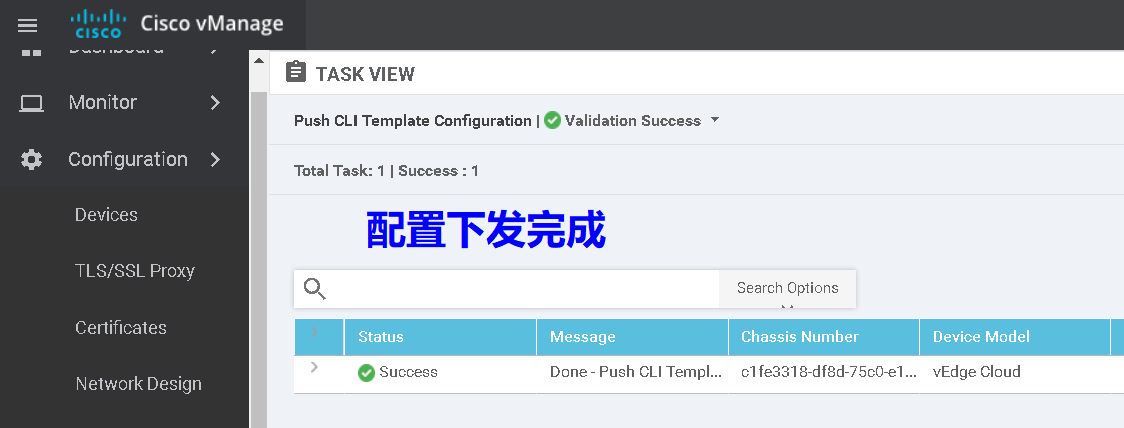 cisco Cisco vManage
Dashboard
Monitor
Configuration
Devices
TLS/SSL Proxy
Certificates
Network Design
TASK VIEW
Push CLI Template Configuration | Validation Success
Total Task: 1 | Success : 1
配置下发完成
Search Options
Status Message Chassis Number Device Model
Success Done - Push CLI Templ... c1fe3318-df8d-75c0-e1... vEdge Cloud